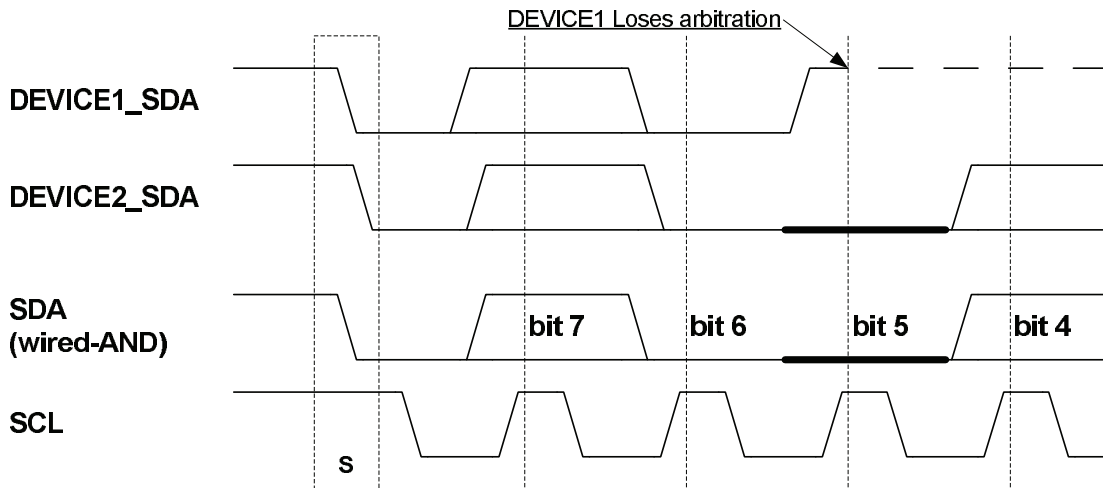 DEVICE1 Loses arbitration
DEVICE1_SDA
DEVICE2_SDA
SDA
(wired-AND)
bit 7 bit 6 bit 5 bit 4
SCL
S